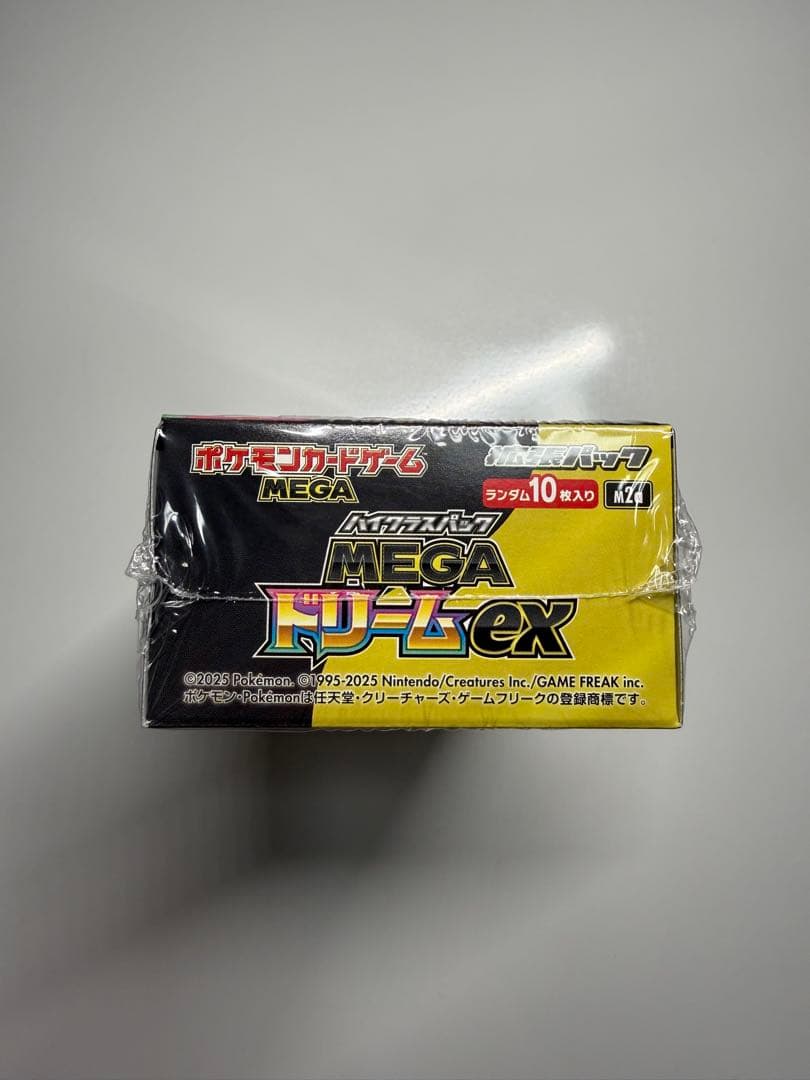 ポケモンカードゲーム
MEGA
拡張パック
ランダム10枚入り
M2a
ハイクラスパック
MEGA
ドリームex
©2025 Pokémon. ©1995-2025 Nintendo/Creatures Inc./GAME FREAK inc.
ポケモン・Pokémonは任天堂・クリーチャーズ・ゲームフリークの登録商標です。